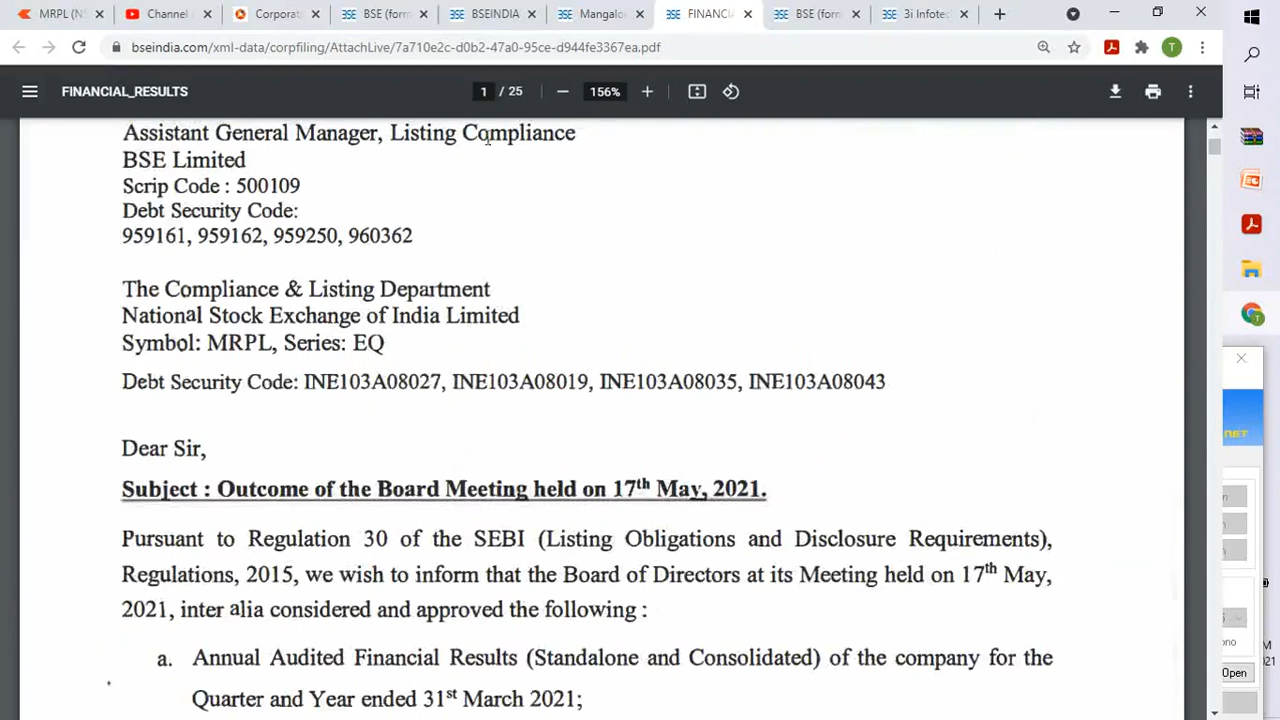 MRPL (NS
Channel
Corporat
BSE (form
BSEINDIA
Mangalo
FINANCIA
BSE (forn
3i Infotec
bseindia.com/xml-data/corpfiling/AttachLive/7a710e2c-d0b2-47a0-95ce-d944fe3367ea.pdf
T
FINANCIAL_RESULTS
1 / 25
156%
Assistant General Manager, Listing Compliance
BSE Limited
Scrip Code : 500109
Debt Security Code:
959161, 959162, 959250, 960362
The Compliance & Listing Department
National Stock Exchange of India Limited
Symbol: MRPL, Series: EQ
Debt Security Code: INE103A08027, INE103A08019, INE103A08035, INE103A08043
Dear Sir,
Subject : Outcome of the Board Meeting held on 17th May, 2021.
Pursuant to Regulation 30 of the SEBI (Listing Obligations and Disclosure Requirements),
Regulations, 2015, we wish to inform that the Board of Directors at its Meeting held on 17th May,
2021, inter alia considered and approved the following :
a. Annual Audited Financial Results (Standalone and Consolidated) of the company for the
Quarter and Year ended 31st March 2021;
NET
Open